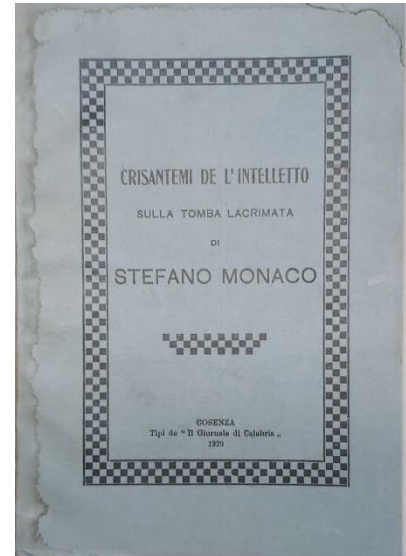 CRISANTEMI DE L'INTELLETTO
SULLA TOMBA LACRIMATA
DI
STEFANO MONACO
COSENZA
Tipi de " Il Giornale di Calabria „
1929